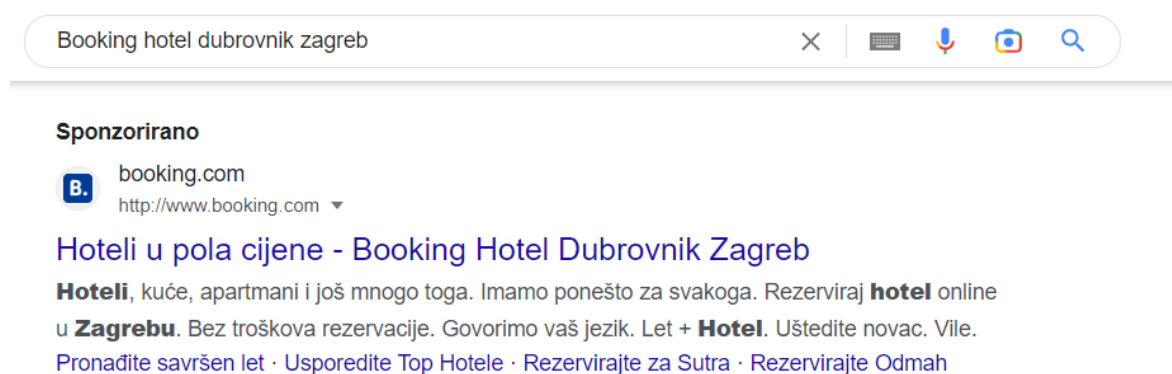 Booking hotel dubrovnik zagreb
Sponzorirano
B.
booking.com
http://www.booking.com
Hoteli u pola cijene - Booking Hotel Dubrovnik Zagreb
Hoteli, kuće, apartmani i još mnogo toga. Imamo ponešto za svakoga. Rezerviraj hotel online
u Zagrebu. Bez troškova rezervacije. Govorimo vaš jezik. Let + Hotel. Uštedite novac. Vile.
Pronađite savršen let · Usporedite Top Hotele · Rezervirajte za Sutra · Rezervirajte Odmah